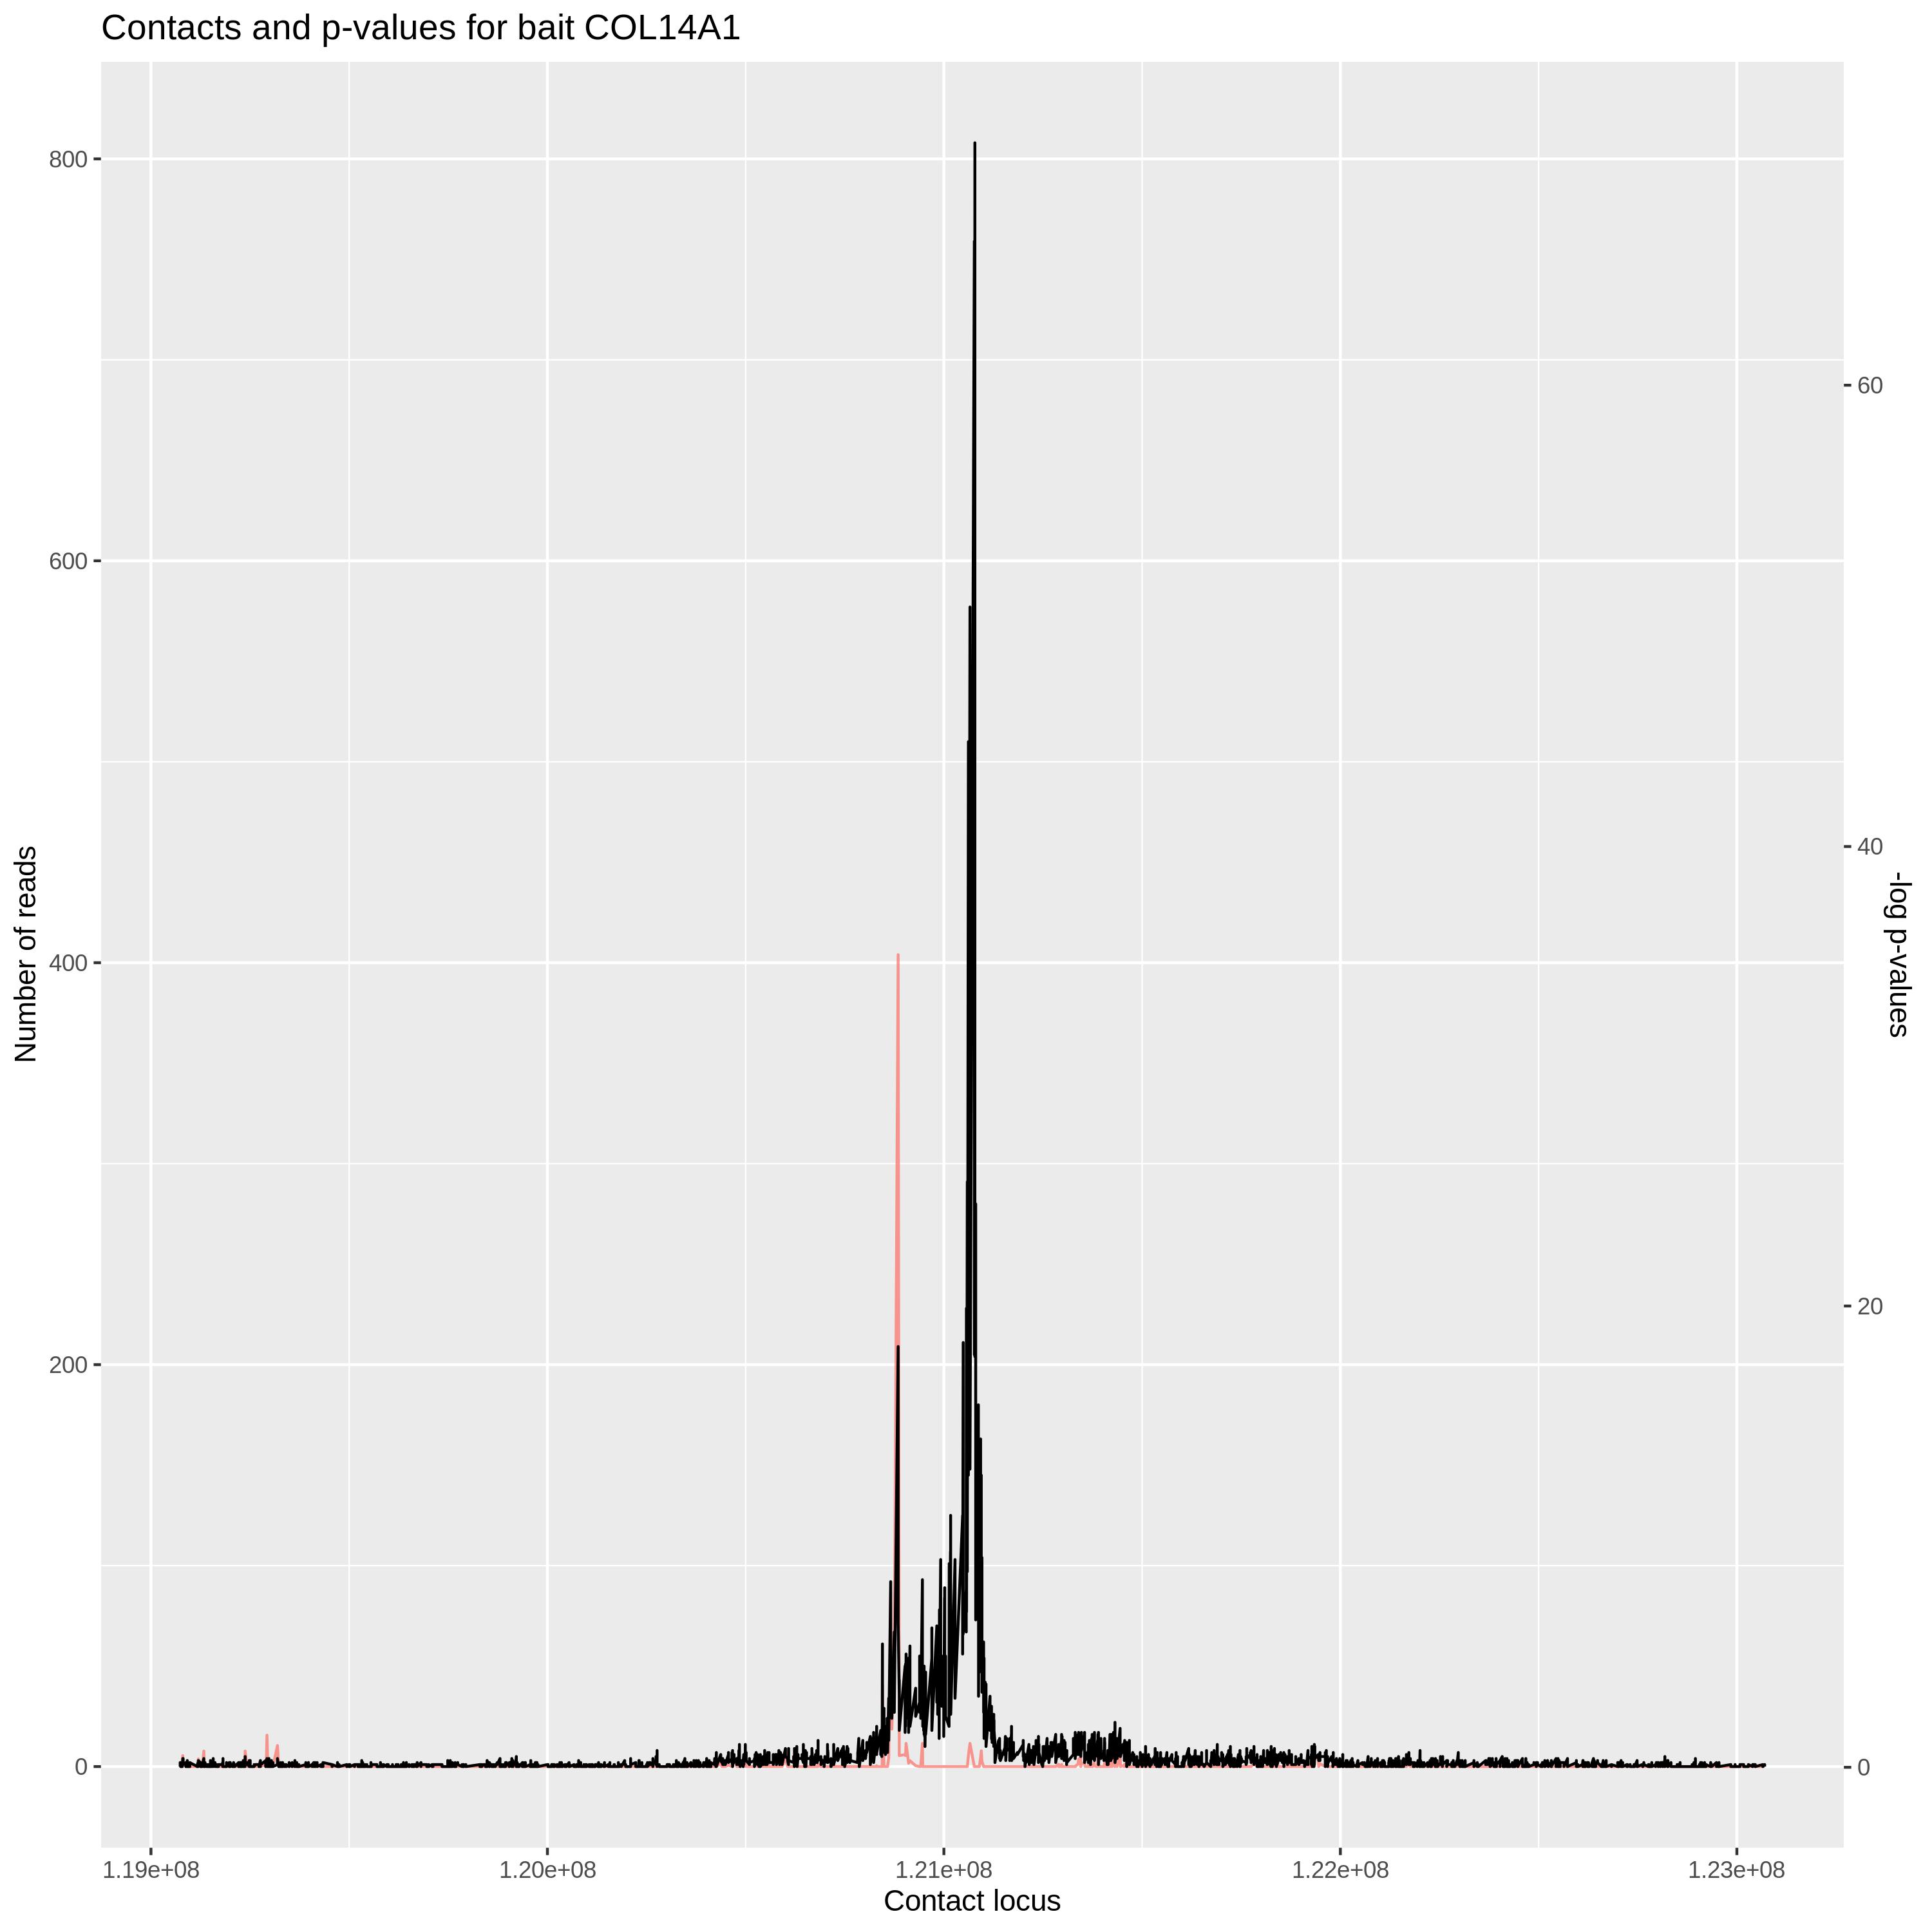 Contacts and p-values for bait COL14A1
800
600
400
200
0
Number of reads
60
40
20
0
-log p-values
1.19e+08 1.20e+08 1.21e+08 1.22e+08 1.23e+08
Contact locus